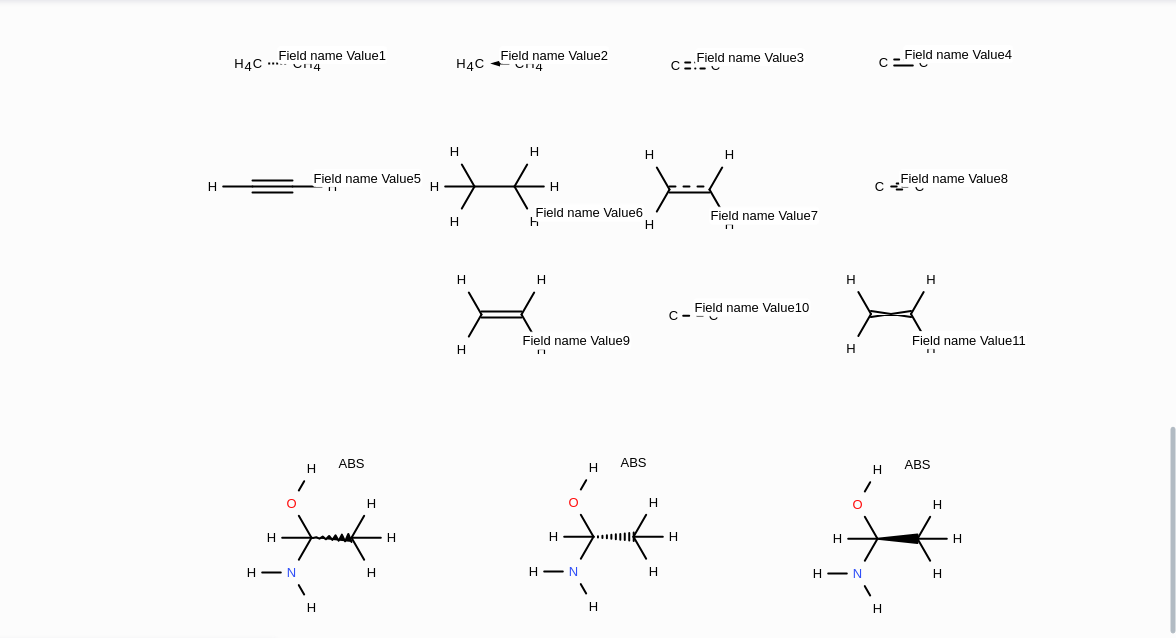 H4C Field name Value1
H4C Field name Value2
C Field name Value3
C Field name Value4
H Field name Value5
H H
H H
H H Field name Value6
H H
H H Field name Value7
C Field name Value8
H H
H H Field name Value9
C Field name Value10
H H
H H Field name Value11
H ABS
O H
H H
H N H
H
H ABS
O H
H H
H N H
H
H ABS
O H
H H
H N H
H